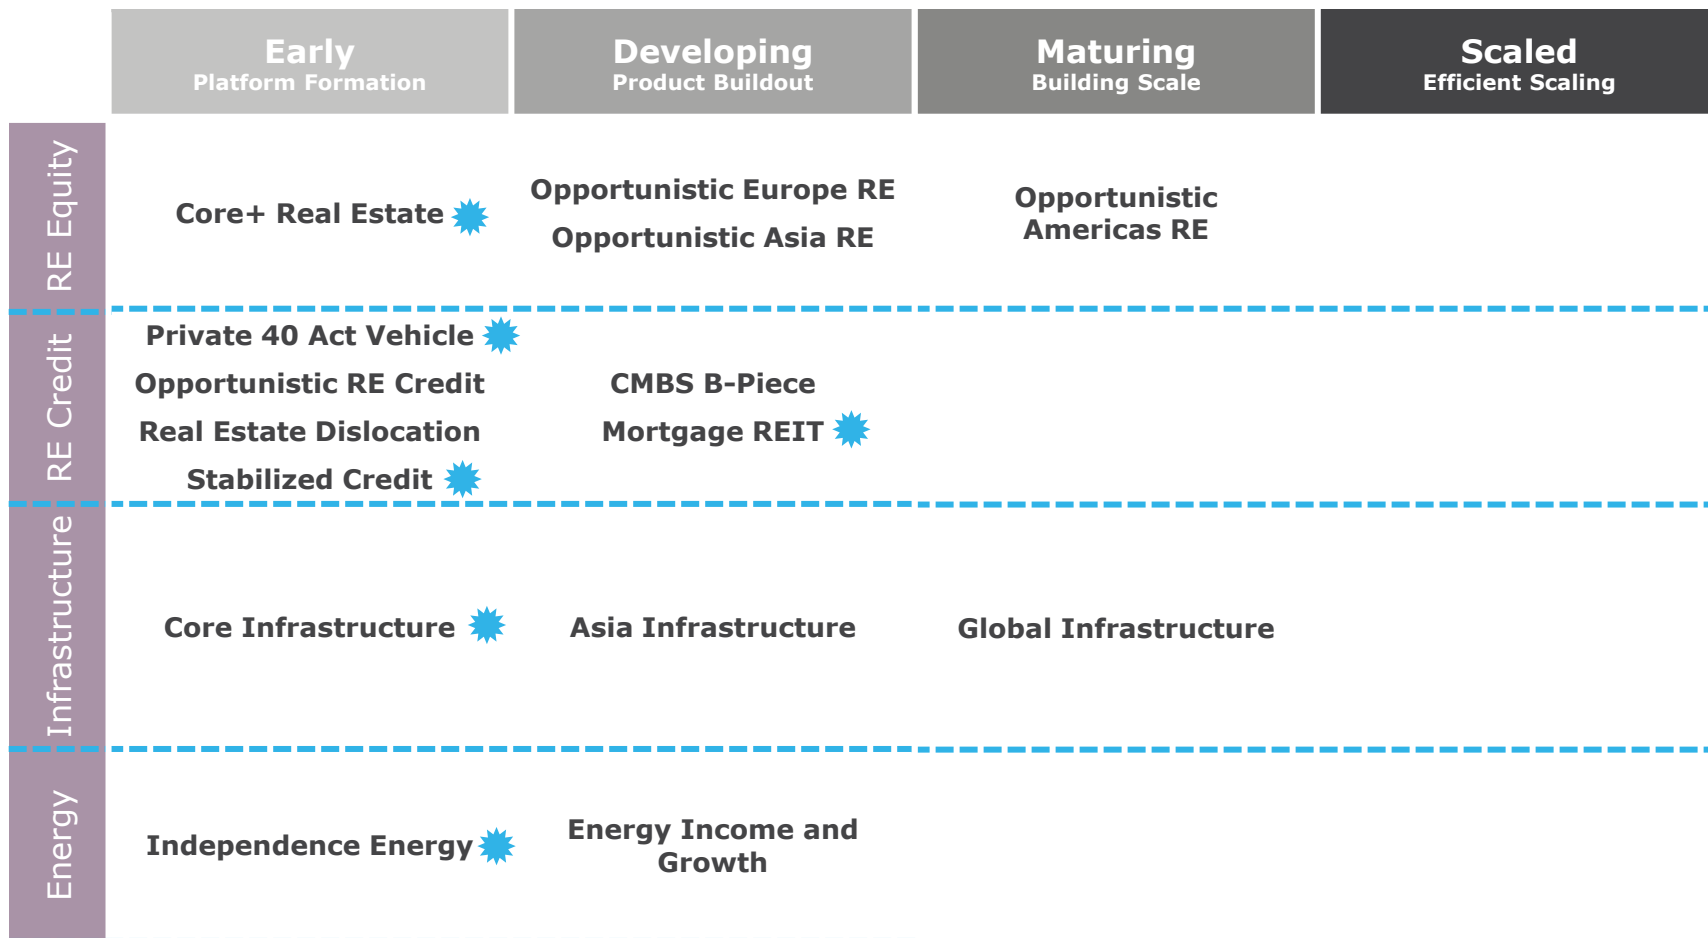 Early
Platform Formation
Developing
Product Buildout
Maturing
Building Scale
Scaled
Efficient Scaling
RE Equity
Core+ Real Estate
Opportunistic Europe RE
Opportunistic Asia RE
Opportunistic
Americas RE
RE Credit
Private 40 Act Vehicle
Opportunistic RE Credit
Real Estate Dislocation
Stabilized Credit
CMBS B-Piece
Mortgage REIT
Infrastructure
Core Infrastructure
Asia Infrastructure
Global Infrastructure
Energy
Independence Energy
Energy Income and
Growth